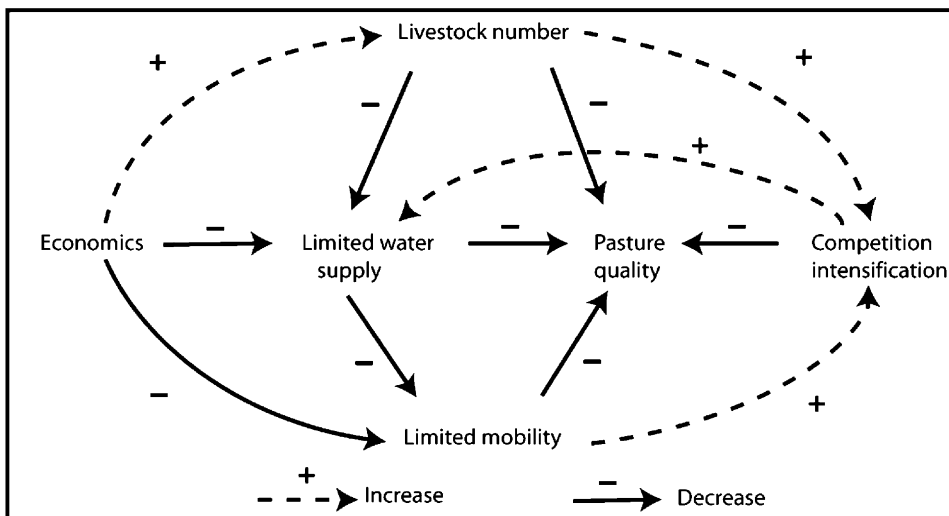 Livestock number
+
+
−
−
+
Economics
−
Limited water
supply
−
Pasture
quality
−
Competition
intensification
−
−
−
+
Limited mobility
+
Increase
−
Decrease